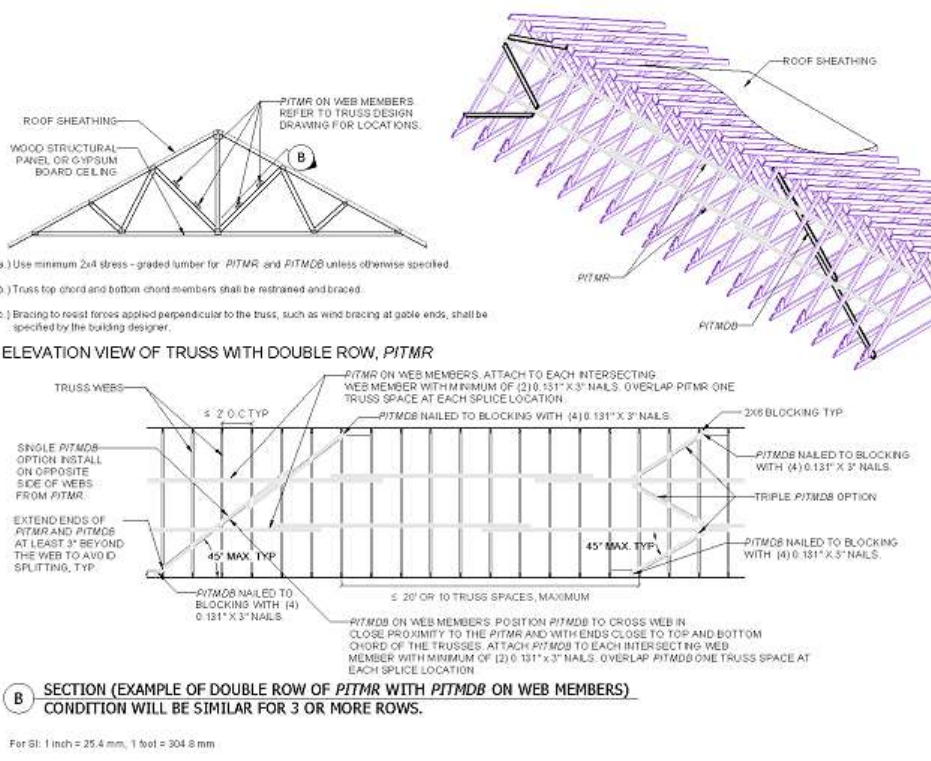 ROOF SHEATHING
PITMR ON WEB MEMBERS.
REFER TO TRUSS DESIGN
DRAWING FOR LOCATIONS.
ROOF SHEATHING
WOOD STRUCTURAL
PANEL OR GYPSUM
BOARD CEILING
B
PITMR
PITMDB
a.) Use minimum 2x4 stress - graded lumber for PITMR and PITMDB unless otherwise specified.
b.) Truss top chord and bottom chord members shall be restrained and braced.
c.) Bracing to resist forces applied perpendicular to the truss, such as wind bracing at gable ends, shall be
specified by the building designer.
ELEVATION VIEW OF TRUSS WITH DOUBLE ROW, PITMR
TRUSS WEBS
PITMR ON WEB MEMBERS. ATTACH TO EACH INTERSECTING
WEB MEMBER WITH MINIMUM OF (2) 0.131" X 3" NAILS. OVERLAP PITMR ONE
TRUSS SPACE AT EACH SPLICE LOCATION.
≤ 2' O.C TYP
PITMDB NAILED TO BLOCKING WITH (4) 0.131" X 3" NAILS.
2X6 BLOCKING TYP
SINGLE PITMDB
OPTION INSTALL
ON OPPOSITE
SIDE OF WEBS
FROM PITMR.
PITMDB NAILED TO BLOCKING
WITH (4) 0.131" X 3" NAILS.
TRIPLE PITMDB OPTION
EXTEND ENDS OF
PITMR AND PITMDB
AT LEAST 3" BEYOND
THE WEB TO AVOID
SPLITTING, TYP.
45° MAX. TYP
45° MAX. TYP
PITMDB NAILED TO BLOCKING
WITH (4) 0.131" X 3" NAILS.
PITMDB NAILED TO
BLOCKING WITH (4)
0.131" X 3" NAILS.
≤ 20' OR 10 TRUSS SPACES, MAXIMUM
PITMDB ON WEB MEMBERS. POSITION PITMDB TO CROSS WEB IN
CLOSE PROXIMITY TO THE PITMR AND WITH ENDS CLOSE TO TOP AND BOTTOM
CHORD OF THE TRUSSES. ATTACH PITMDB TO EACH INTERSECTING WEB
MEMBER WITH MINIMUM OF (2) 0.131" x 3" NAILS. OVERLAP PITMDB ONE TRUSS SPACE AT
EACH SPLICE LOCATION
B SECTION (EXAMPLE OF DOUBLE ROW OF PITMR WITH PITMDB ON WEB MEMBERS)
CONDITION WILL BE SIMILAR FOR 3 OR MORE ROWS.
For SI: 1 inch = 25.4 mm, 1 foot = 304.8 mm